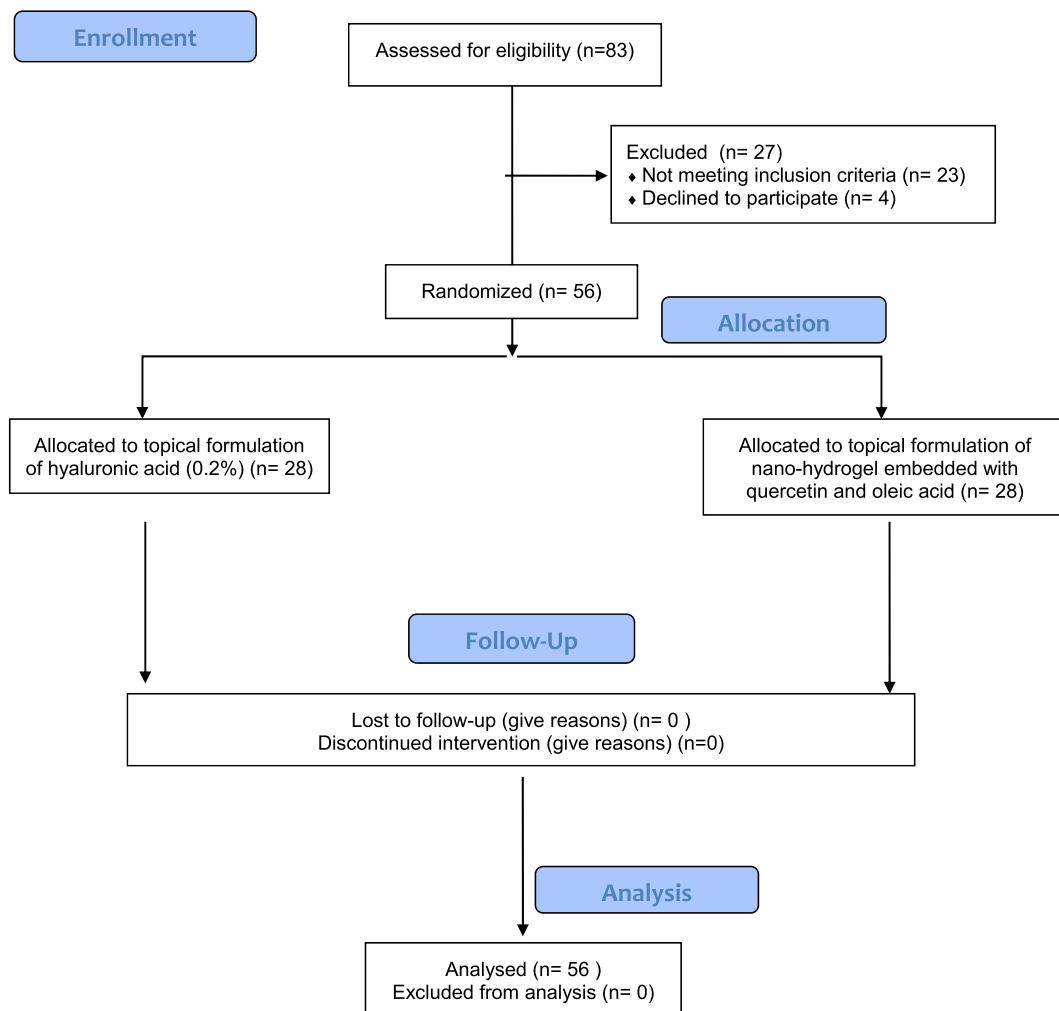 Enrollment
Assessed for eligibility (n=83)
Excluded (n= 27)
♦ Not meeting inclusion criteria (n= 23)
♦ Declined to participate (n= 4)
Randomized (n= 56)
Allocation
Allocated to topical formulation
of hyaluronic acid (0.2%) (n= 28)
Allocated to topical formulation of
nano-hydrogel embedded with
quercetin and oleic acid (n= 28)
Follow-Up
Lost to follow-up (give reasons) (n= 0 )
Discontinued intervention (give reasons) (n=0)
Analysis
Analysed (n= 56 )
Excluded from analysis (n= 0)